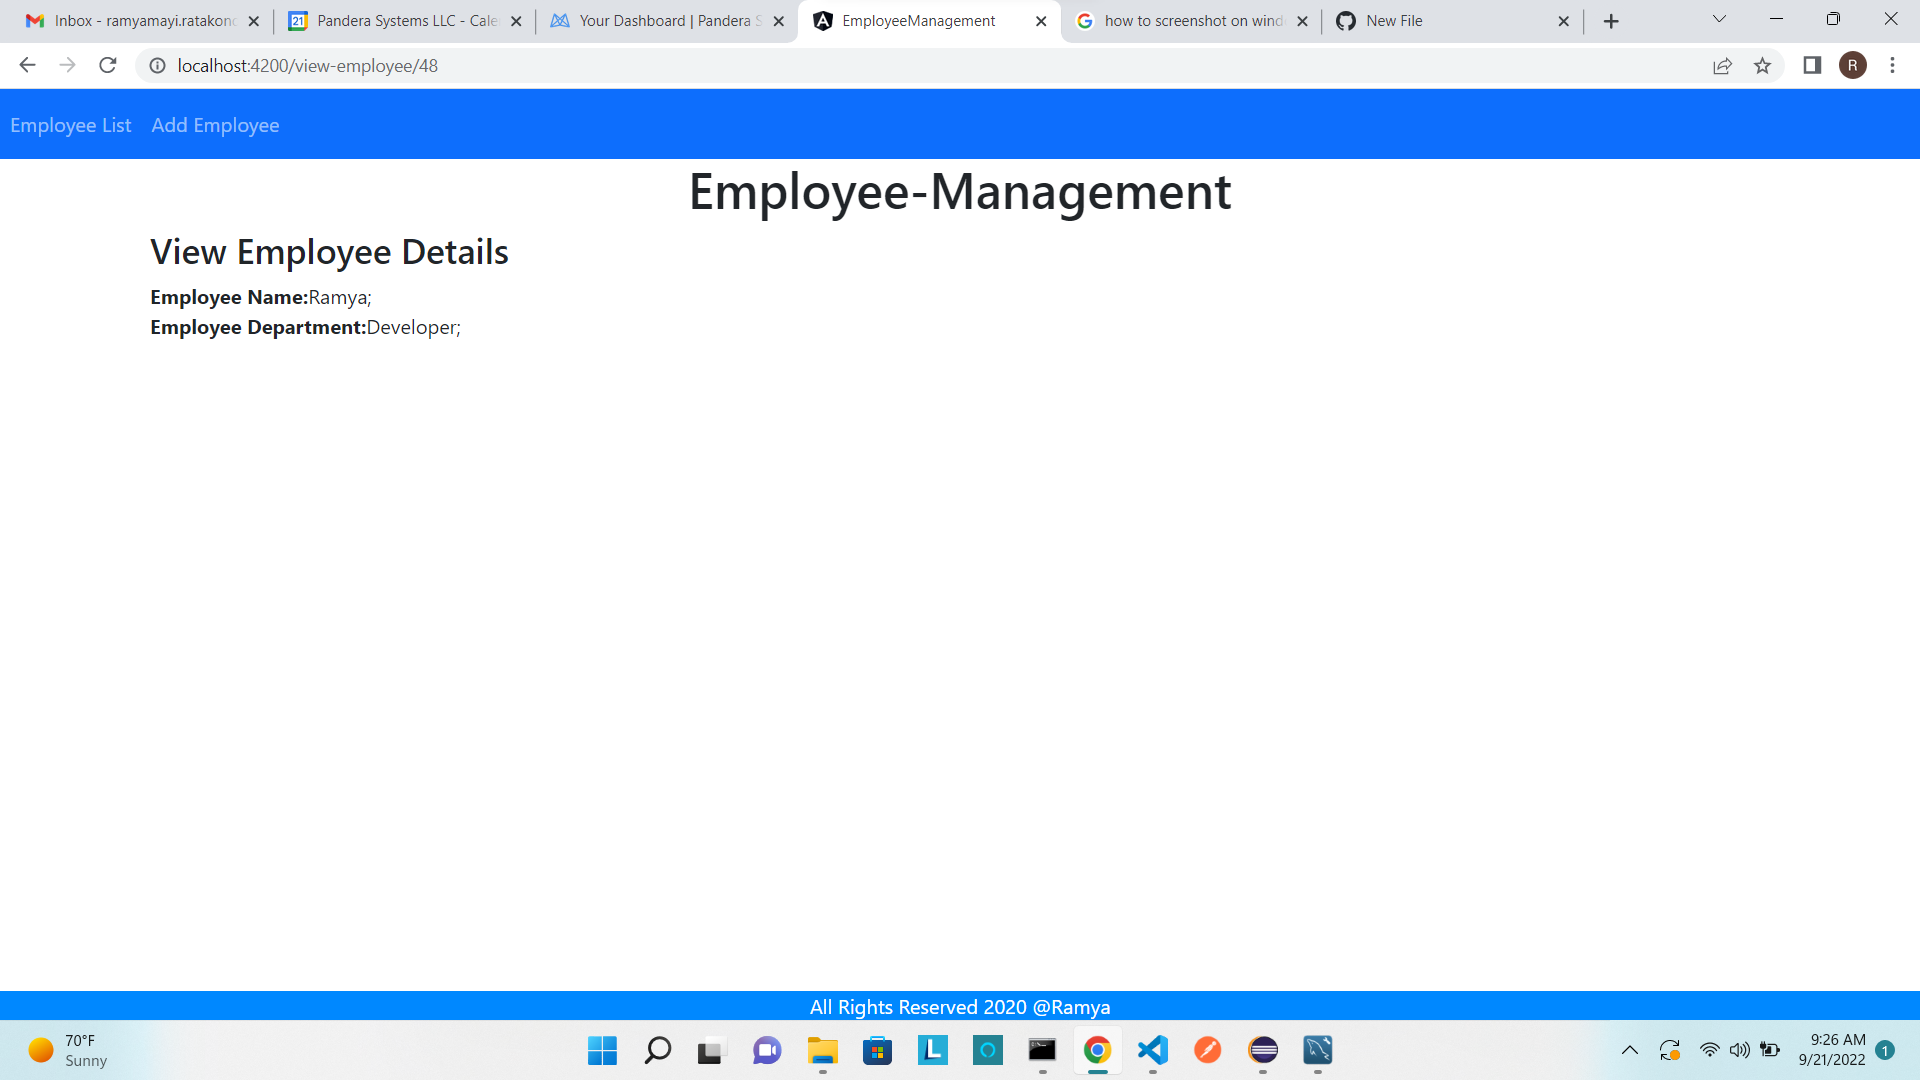 Inbox - ramyamayi.ratakond
Pandera Systems LLC - Cale
Your Dashboard | Pandera S
EmployeeManagement
how to screenshot on wind
New File
localhost:4200/view-employee/48
R
Employee List Add Employee
Employee-Management
View Employee Details
Employee Name:Ramya;
Employee Department:Developer;
All Rights Reserved 2020 @Ramya
70°F
Sunny
9:26 AM
9/21/2022
1